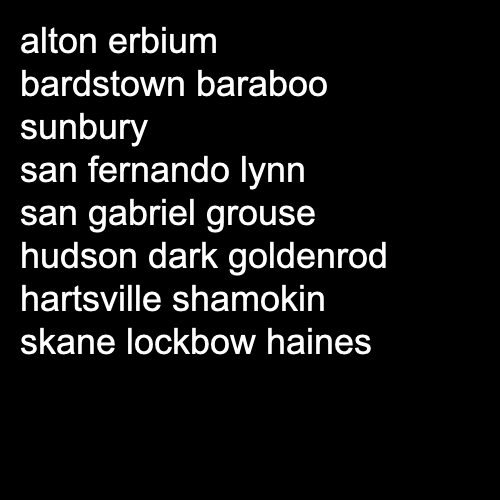 alton erbium
bardstown baraboo
sunbury
san fernando lynn
san gabriel grouse
hudson dark goldenrod
hartsville shamokin
skane lockbow haines